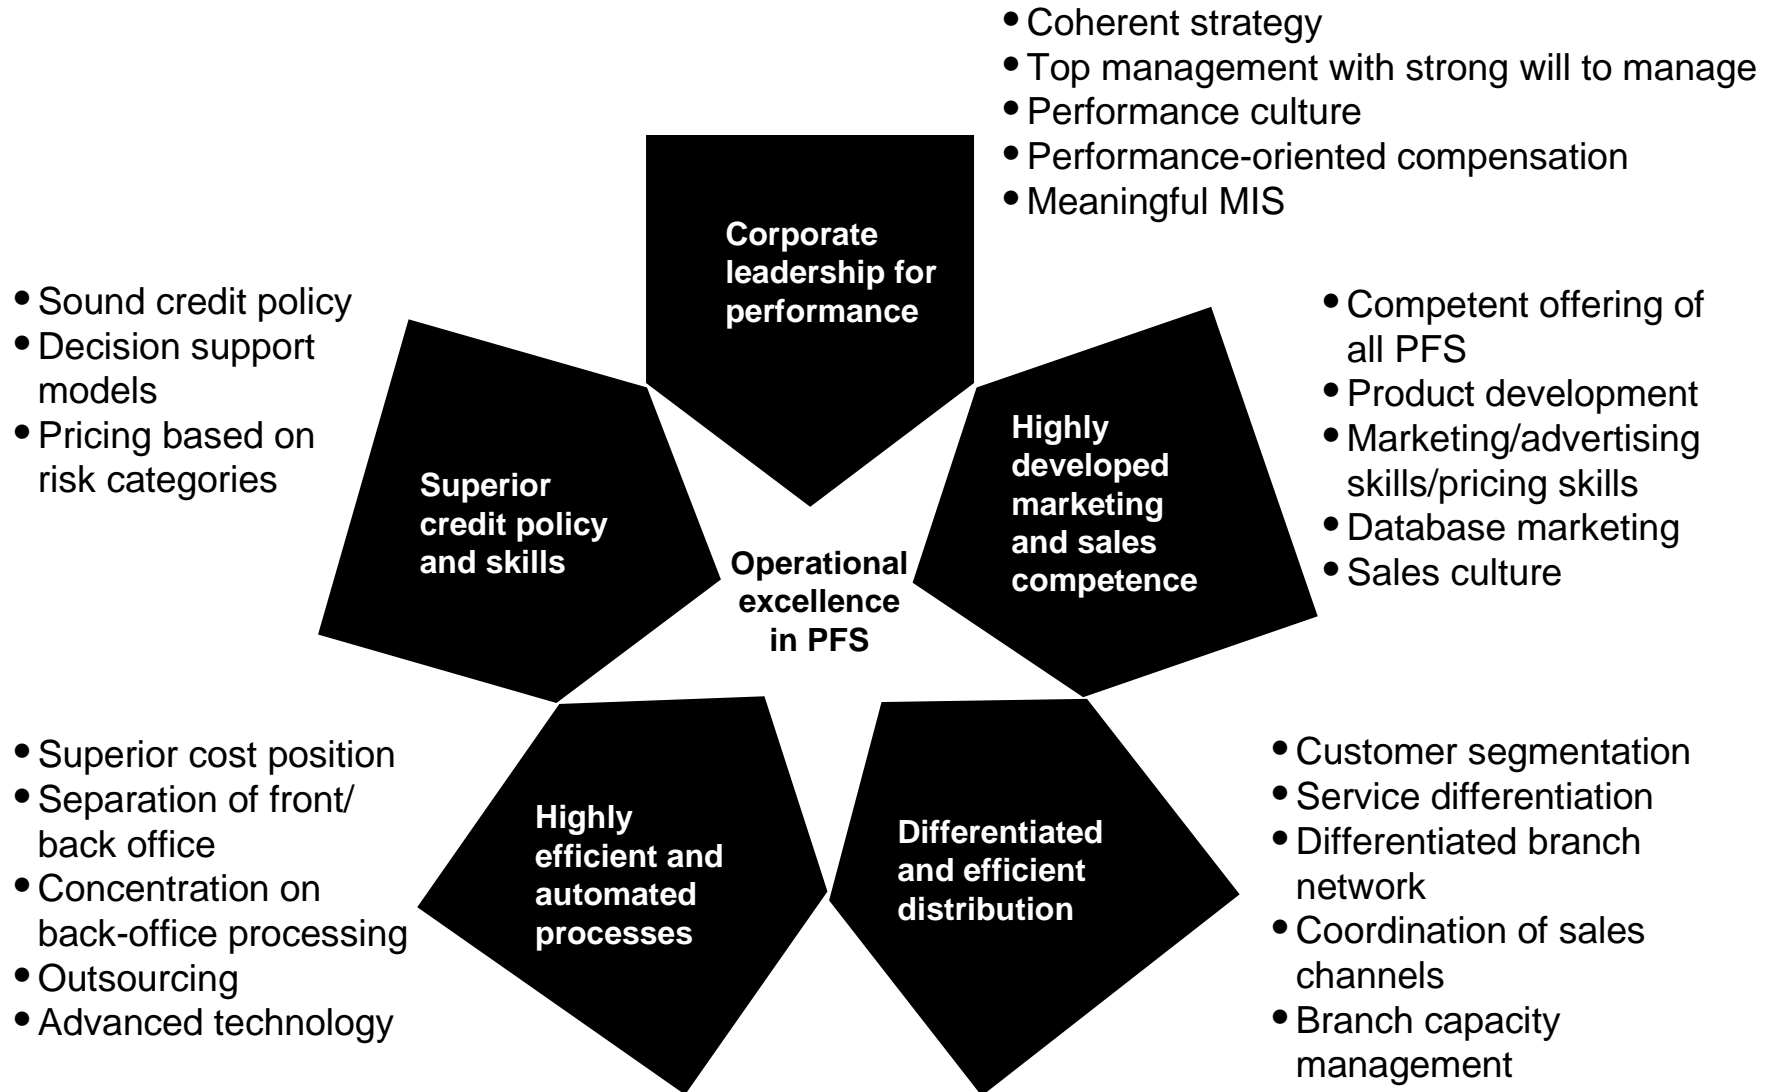 • Coherent strategy
• Top management with strong will to manage
• Performance culture
• Performance-oriented compensation
• Meaningful MIS
Corporate
leadership for
performance
• Sound credit policy
• Decision support
models
• Pricing based on
risk categories
Superior
credit policy
and skills
Operational
excellence
in PFS
Highly
developed
marketing
and sales
competence
• Competent offering of
all PFS
• Product development
• Marketing/advertising
skills/pricing skills
• Database marketing
• Sales culture
• Superior cost position
• Separation of front/
back office
• Concentration on
back-office processing
• Outsourcing
• Advanced technology
Highly
efficient and
automated
processes
Differentiated
and efficient
distribution
• Customer segmentation
• Service differentiation
• Differentiated branch
network
• Coordination of sales
channels
• Branch capacity
management